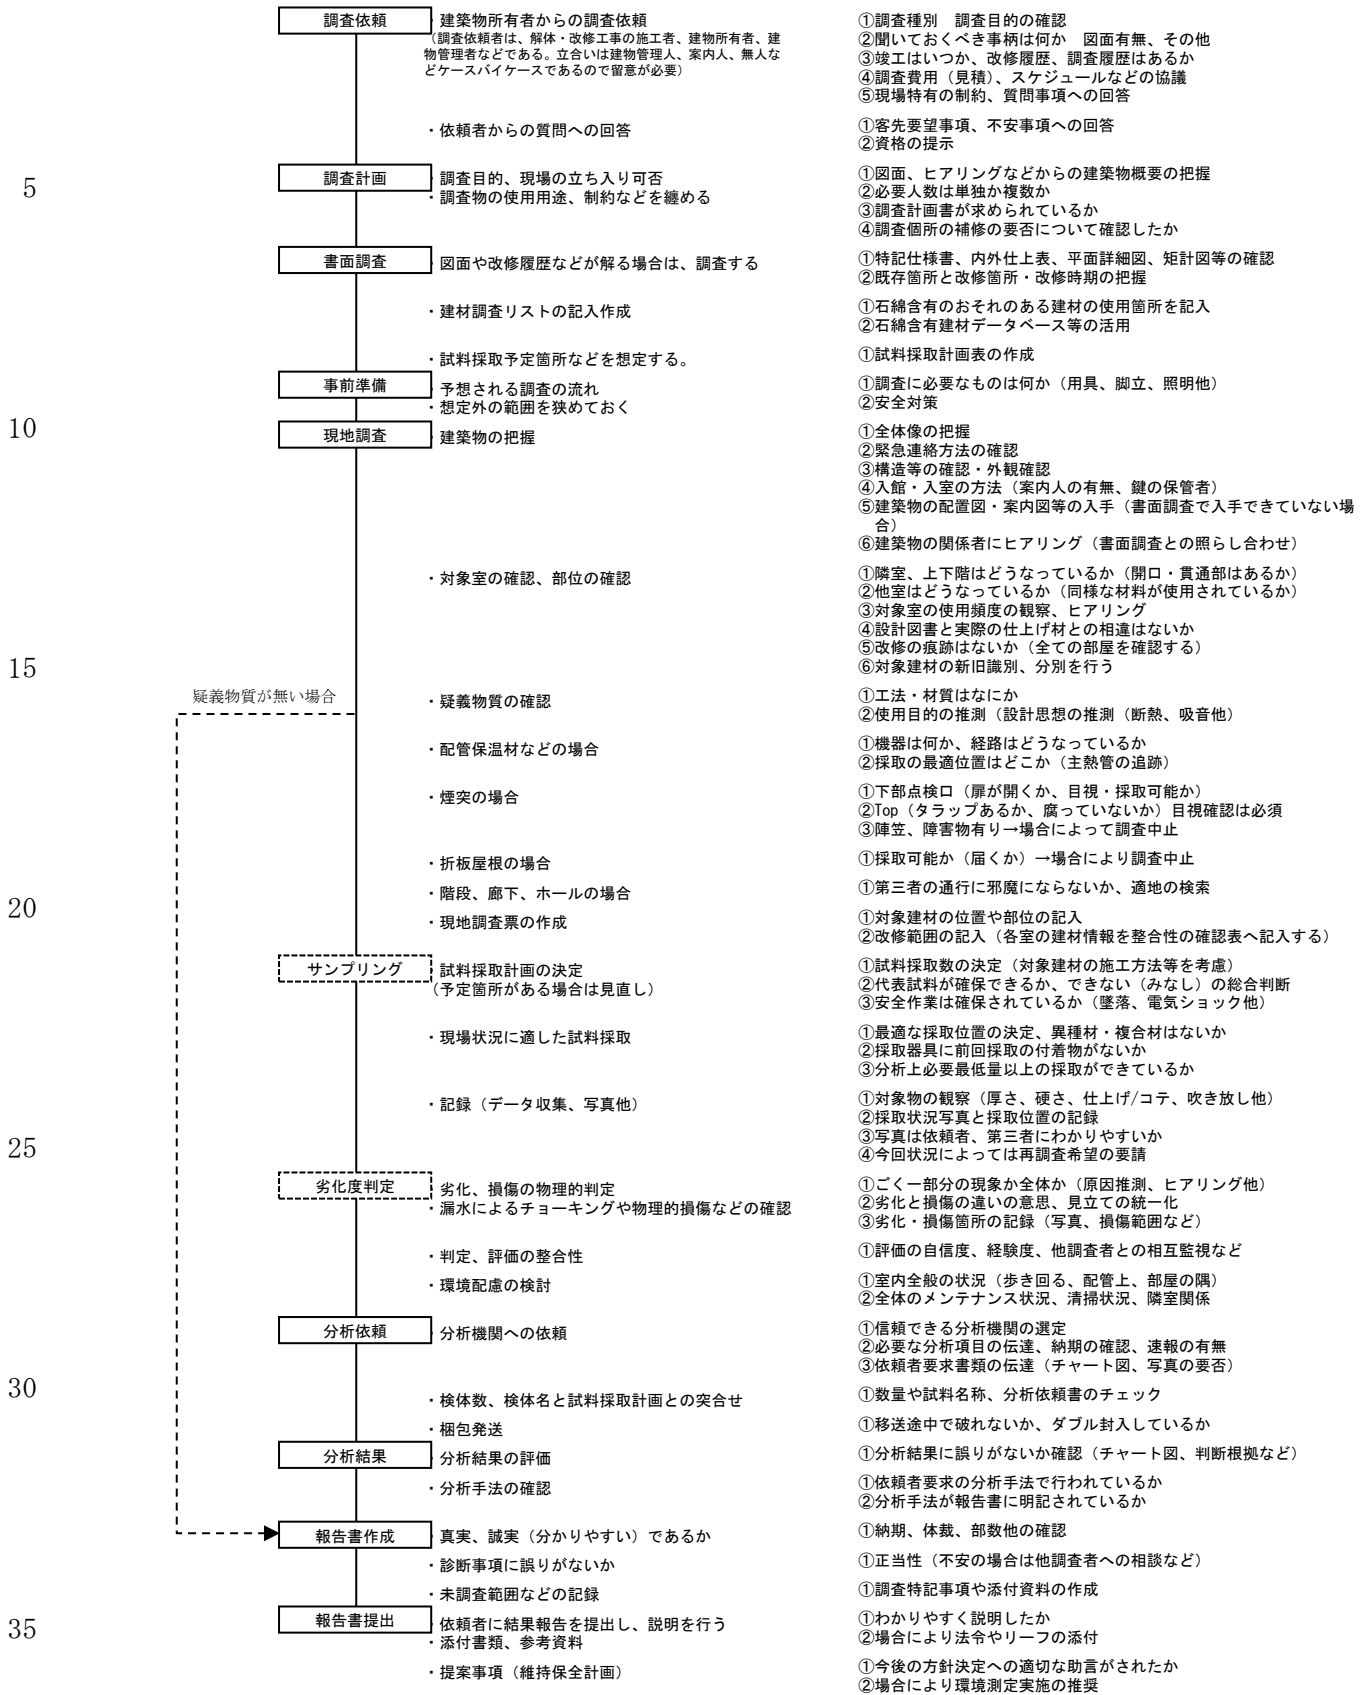 調査依頼
・建築物所有者からの調査依頼
（調査依頼者は、解体・改修工事の施工者、建物所有者、建
物管理者などである。立合いは建物管理人、案内人、無人な
どケースバイケースであるので留意が必要）
①調査種別　調査目的の確認
②聞いておくべき事柄は何か　図面有無、その他
③竣工はいつか、改修履歴、調査履歴はあるか
④調査費用（見積）、スケジュールなどの協議
⑤現場特有の制約、質問事項への回答
・依頼者からの質問への回答
①客先要望事項、不安事項への回答
②資格の提示
5
調査計画
・調査目的、現場の立ち入り可否
・調査物の使用用途、制約などを纏める
①図面、ヒアリングなどからの建築物概要の把握
②必要人数は単独か複数か
③調査計画書が求められているか
④調査個所の補修の要否について確認したか
書面調査
・図面や改修履歴などが解る場合は、調査する
①特記仕様書、内外仕上表、平面詳細図、矩計図等の確認
②既存箇所と改修箇所・改修時期の把握
・建材調査リストの記入作成
①石綿含有のおそれのある建材の使用箇所を記入
②石綿含有建材データベース等の活用
・試料採取予定箇所などを想定する。
①試料採取計画表の作成
事前準備
・予想される調査の流れ
・想定外の範囲を狭めておく
①調査に必要なものは何か（用具、脚立、照明他）
②安全対策
10
現地調査
・建築物の把握
①全体像の把握
②緊急連絡方法の確認
③構造等の確認・外観確認
④入館・入室の方法（案内人の有無、鍵の保管者）
⑤建築物の配置図・案内図等の入手（書面調査で入手できていない場
合）
⑥建築物の関係者にヒアリング（書面調査との照らし合わせ）
・対象室の確認、部位の確認
①隣室、上下階はどうなっているか（開口・貫通部はあるか）
②他室はどうなっているか（同様な材料が使用されているか）
③対象室の使用頻度の観察、ヒアリング
④設計図書と実際の仕上げ材との相違はないか
⑤改修の痕跡はないか（全ての部屋を確認する）
⑥対象建材の新旧識別、分別を行う
15
疑義物質が無い場合
・疑義物質の確認
①工法・材質はなにか
②使用目的の推測（設計思想の推測（断熱、吸音他）
・配管保温材などの場合
①機器は何か、経路はどうなっているか
②採取の最適位置はどこか（主熱管の追跡）
・煙突の場合
①下部点検口（扉が開くか、目視・採取可能か）
②Top（タラップあるか、腐っていないか）目視確認は必須
③陣笠、障害物有り→場合によって調査中止
・折板屋根の場合
①採取可能か（届くか）→場合により調査中止
・階段、廊下、ホールの場合
①第三者の通行に邪魔にならないか、適地の検索
20
・現地調査票の作成
①対象建材の位置や部位の記入
②改修範囲の記入（各室の建材情報を整合性の確認表へ記入する）
サンプリング
・試料採取計画の決定
（予定箇所がある場合は見直し）
①試料採取数の決定（対象建材の施工方法等を考慮）
②代表試料が確保できるか、できない（みなし）の総合判断
③安全作業は確保されているか（墜落、電気ショック他）
・現場状況に適した試料採取
①最適な採取位置の決定、異種材・複合材はないか
②採取器具に前回採取の付着物がないか
③分析上必要最低量以上の採取ができているか
・記録（データ収集、写真他）
①対象物の観察（厚さ、硬さ、仕上げ/コテ、吹き放し他）
②採取状況写真と採取位置の記録
③写真は依頼者、第三者にわかりやすいか
④今回状況によっては再調査希望の要請
25
劣化度判定
・劣化、損傷の物理的判定
・漏水によるチョーキングや物理的損傷などの確認
①ごく一部分の現象か全体か（原因推測、ヒアリング他）
②劣化と損傷の違いの意思、見立ての統一化
③劣化・損傷箇所の記録（写真、損傷範囲など）
・判定、評価の整合性
①評価の自信度、経験度、他調査者との相互監視など
・環境配慮の検討
①室内全般の状況（歩き回る、配管上、部屋の隅）
②全体のメンテナンス状況、清掃状況、隣室関係
分析依頼
・分析機関への依頼
①信頼できる分析機関の選定
②必要な分析項目の伝達、納期の確認、速報の有無
③依頼者要求書類の伝達（チャート図、写真の要否）
30
・検体数、検体名と試料採取計画との突合せ
①数量や試料名称、分析依頼書のチェック
・梱包発送
①移送途中で破れないか、ダブル封入しているか
分析結果
・分析結果の評価
①分析結果に誤りがないか確認（チャート図、判断根拠など）
・分析手法の確認
①依頼者要求の分析手法で行われているか
②分析手法が報告書に明記されているか
報告書作成
・真実、誠実（分かりやすい）であるか
①納期、体裁、部数他の確認
・診断事項に誤りがないか
①正当性（不安の場合は他調査者への相談など）
・未調査範囲などの記録
①調査特記事項や添付資料の作成
35
報告書提出
・依頼者に結果報告を提出し、説明を行う
・添付書類、参考資料
①わかりやすく説明したか
②場合により法令やリーフの添付
・提案事項（維持保全計画）
①今後の方針決定への適切な助言がされたか
②場合により環境測定実施の推奨